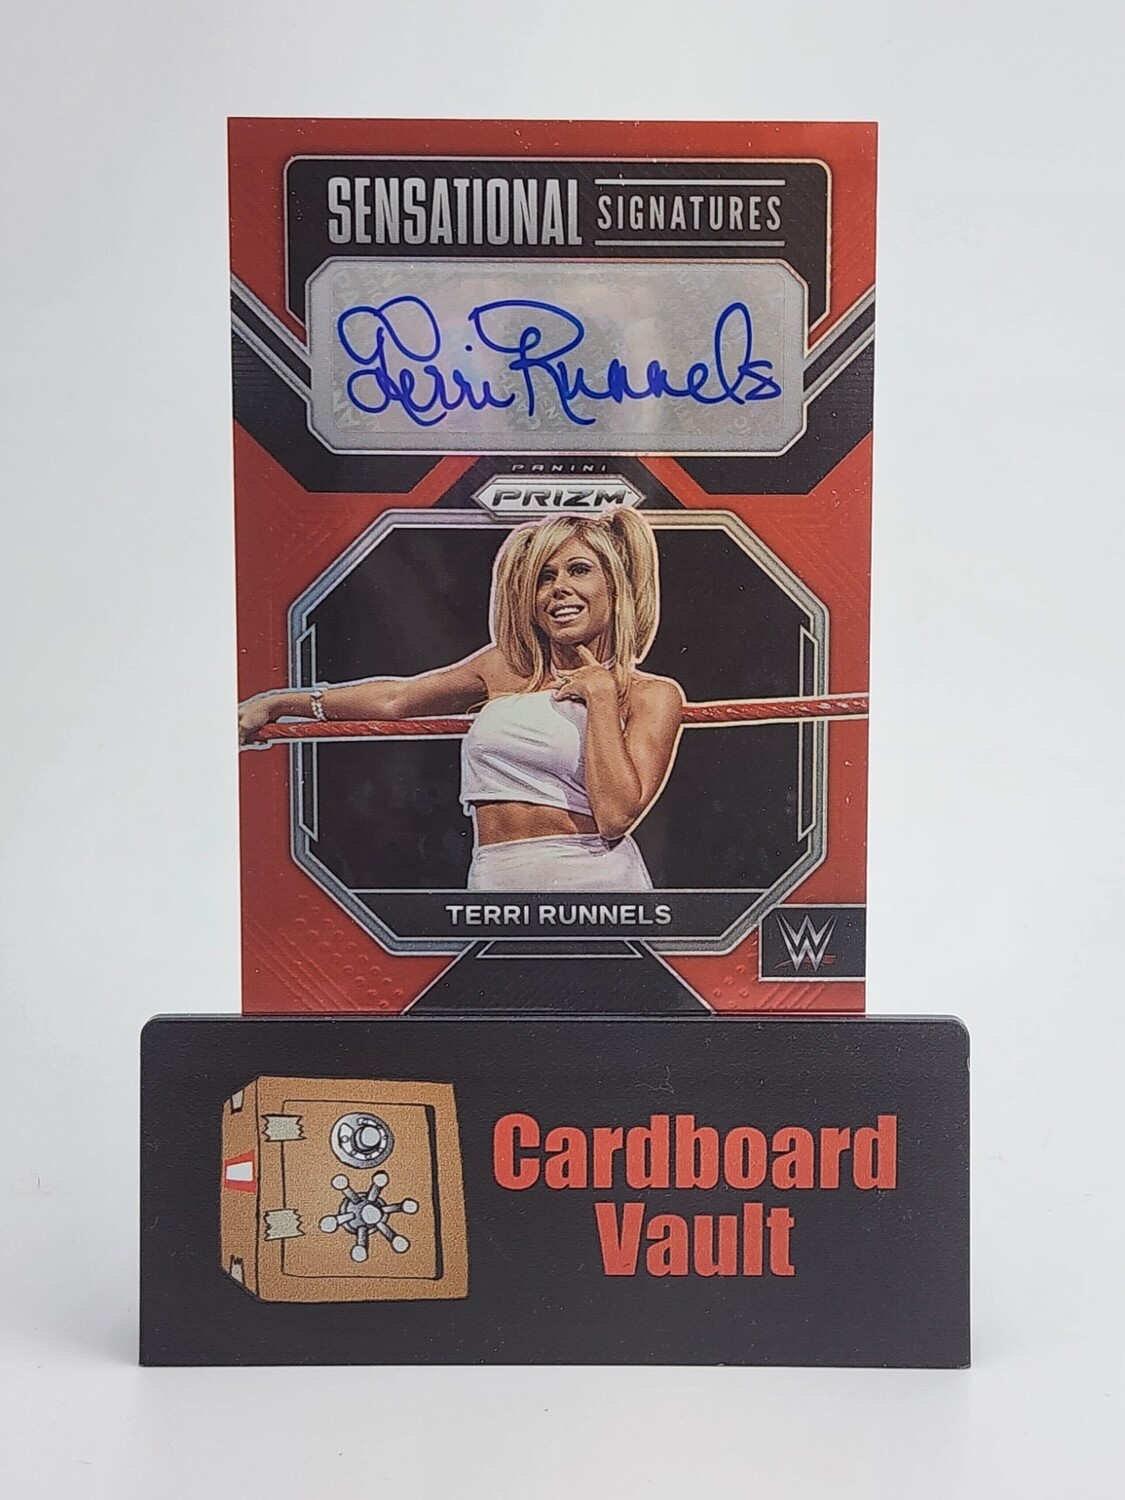 SENSATIONAL SIGNATURES
Terri Runnels
PANINI
PRIZM
TERRI RUNNELS
W
Cardboard
Vault